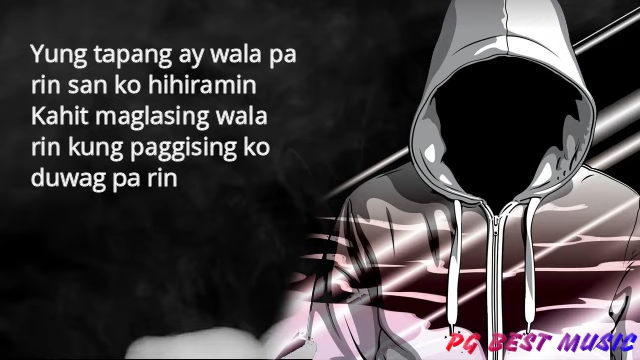 Yung tapang ay wala pa
rin san ko hihiramin
Kahit maglasing wala
rin kung paggising ko
duwag pa rin
PG BEST MUSIC